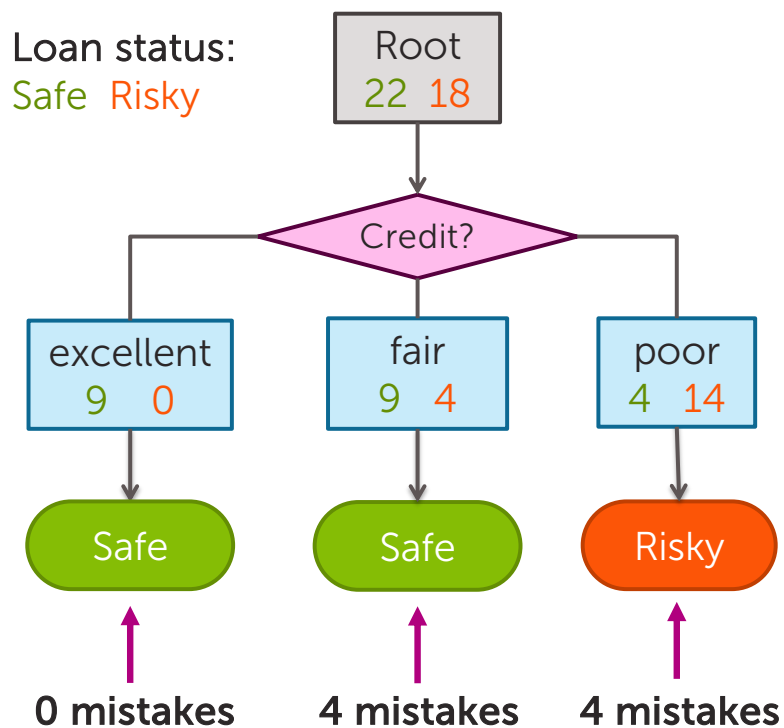 Loan status:
Safe Risky
Root
22 18
Credit?
excellent
9 0
fair
9 4
poor
4 14
Safe
Safe
Risky
0 mistakes
4 mistakes
4 mistakes